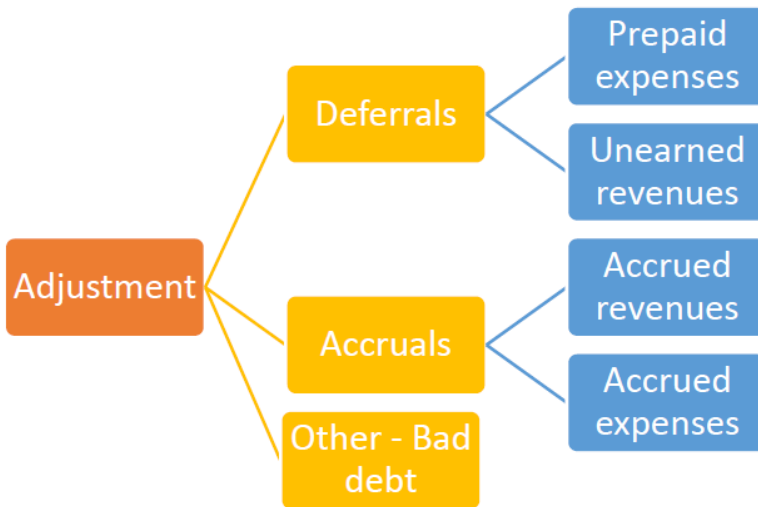 Prepaid
expenses
Deferrals
Unearned
revenues
Adjustment
Accrued
revenues
Accruals
Accrued
expenses
Other - Bad
debt